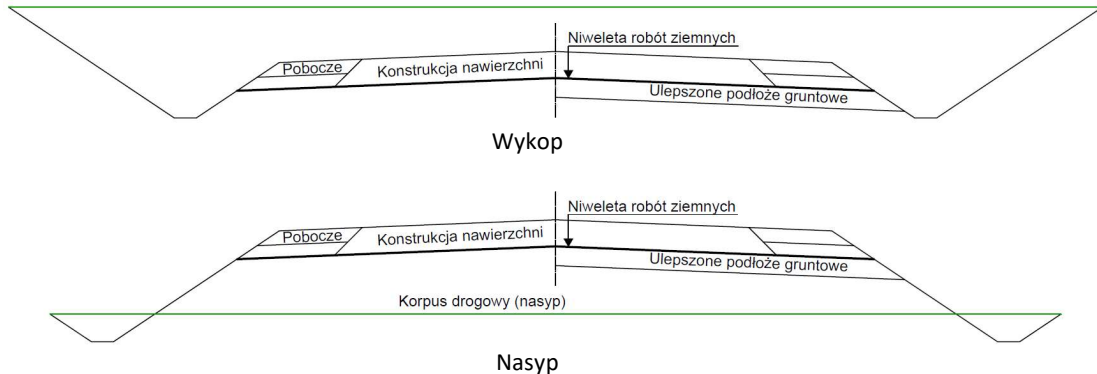 Niweleta robót ziemnych
Pobocze
Konstrukcja nawierzchni
Ulepszone podłoże gruntowe
Wykop
Niweleta robót ziemnych
Pobocze
Konstrukcja nawierzchni
Ulepszone podłoże gruntowe
Korpus drogowy (nasyp)
Nasyp